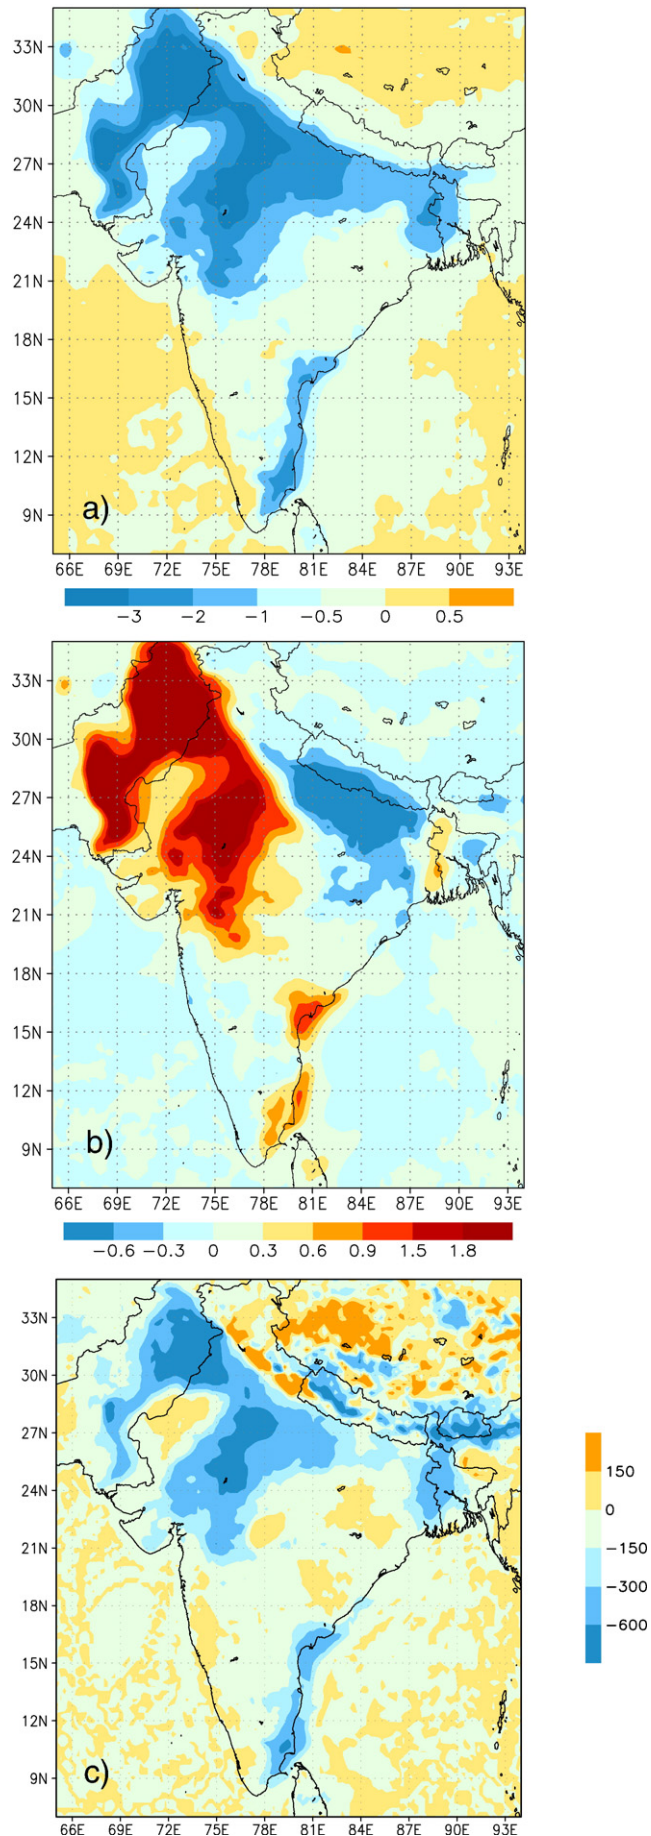 33N
30N
27N
24N
21N
18N
15N
12N
9N
a)
66E 69E 72E 75E 78E 81E 84E 87E 90E 93E
−3 −2 −1 −0.5 0 0.5
33N
30N
27N
24N
21N
18N
15N
12N
9N
b)
66E 69E 72E 75E 78E 81E 84E 87E 90E 93E
−0.6 −0.3 0 0.3 0.6 0.9 1.5 1.8
33N
30N
27N
24N
21N
18N
15N
12N
9N
c)
66E 69E 72E 75E 78E 81E 84E 87E 90E 93E
150
0
−150
−300
−600